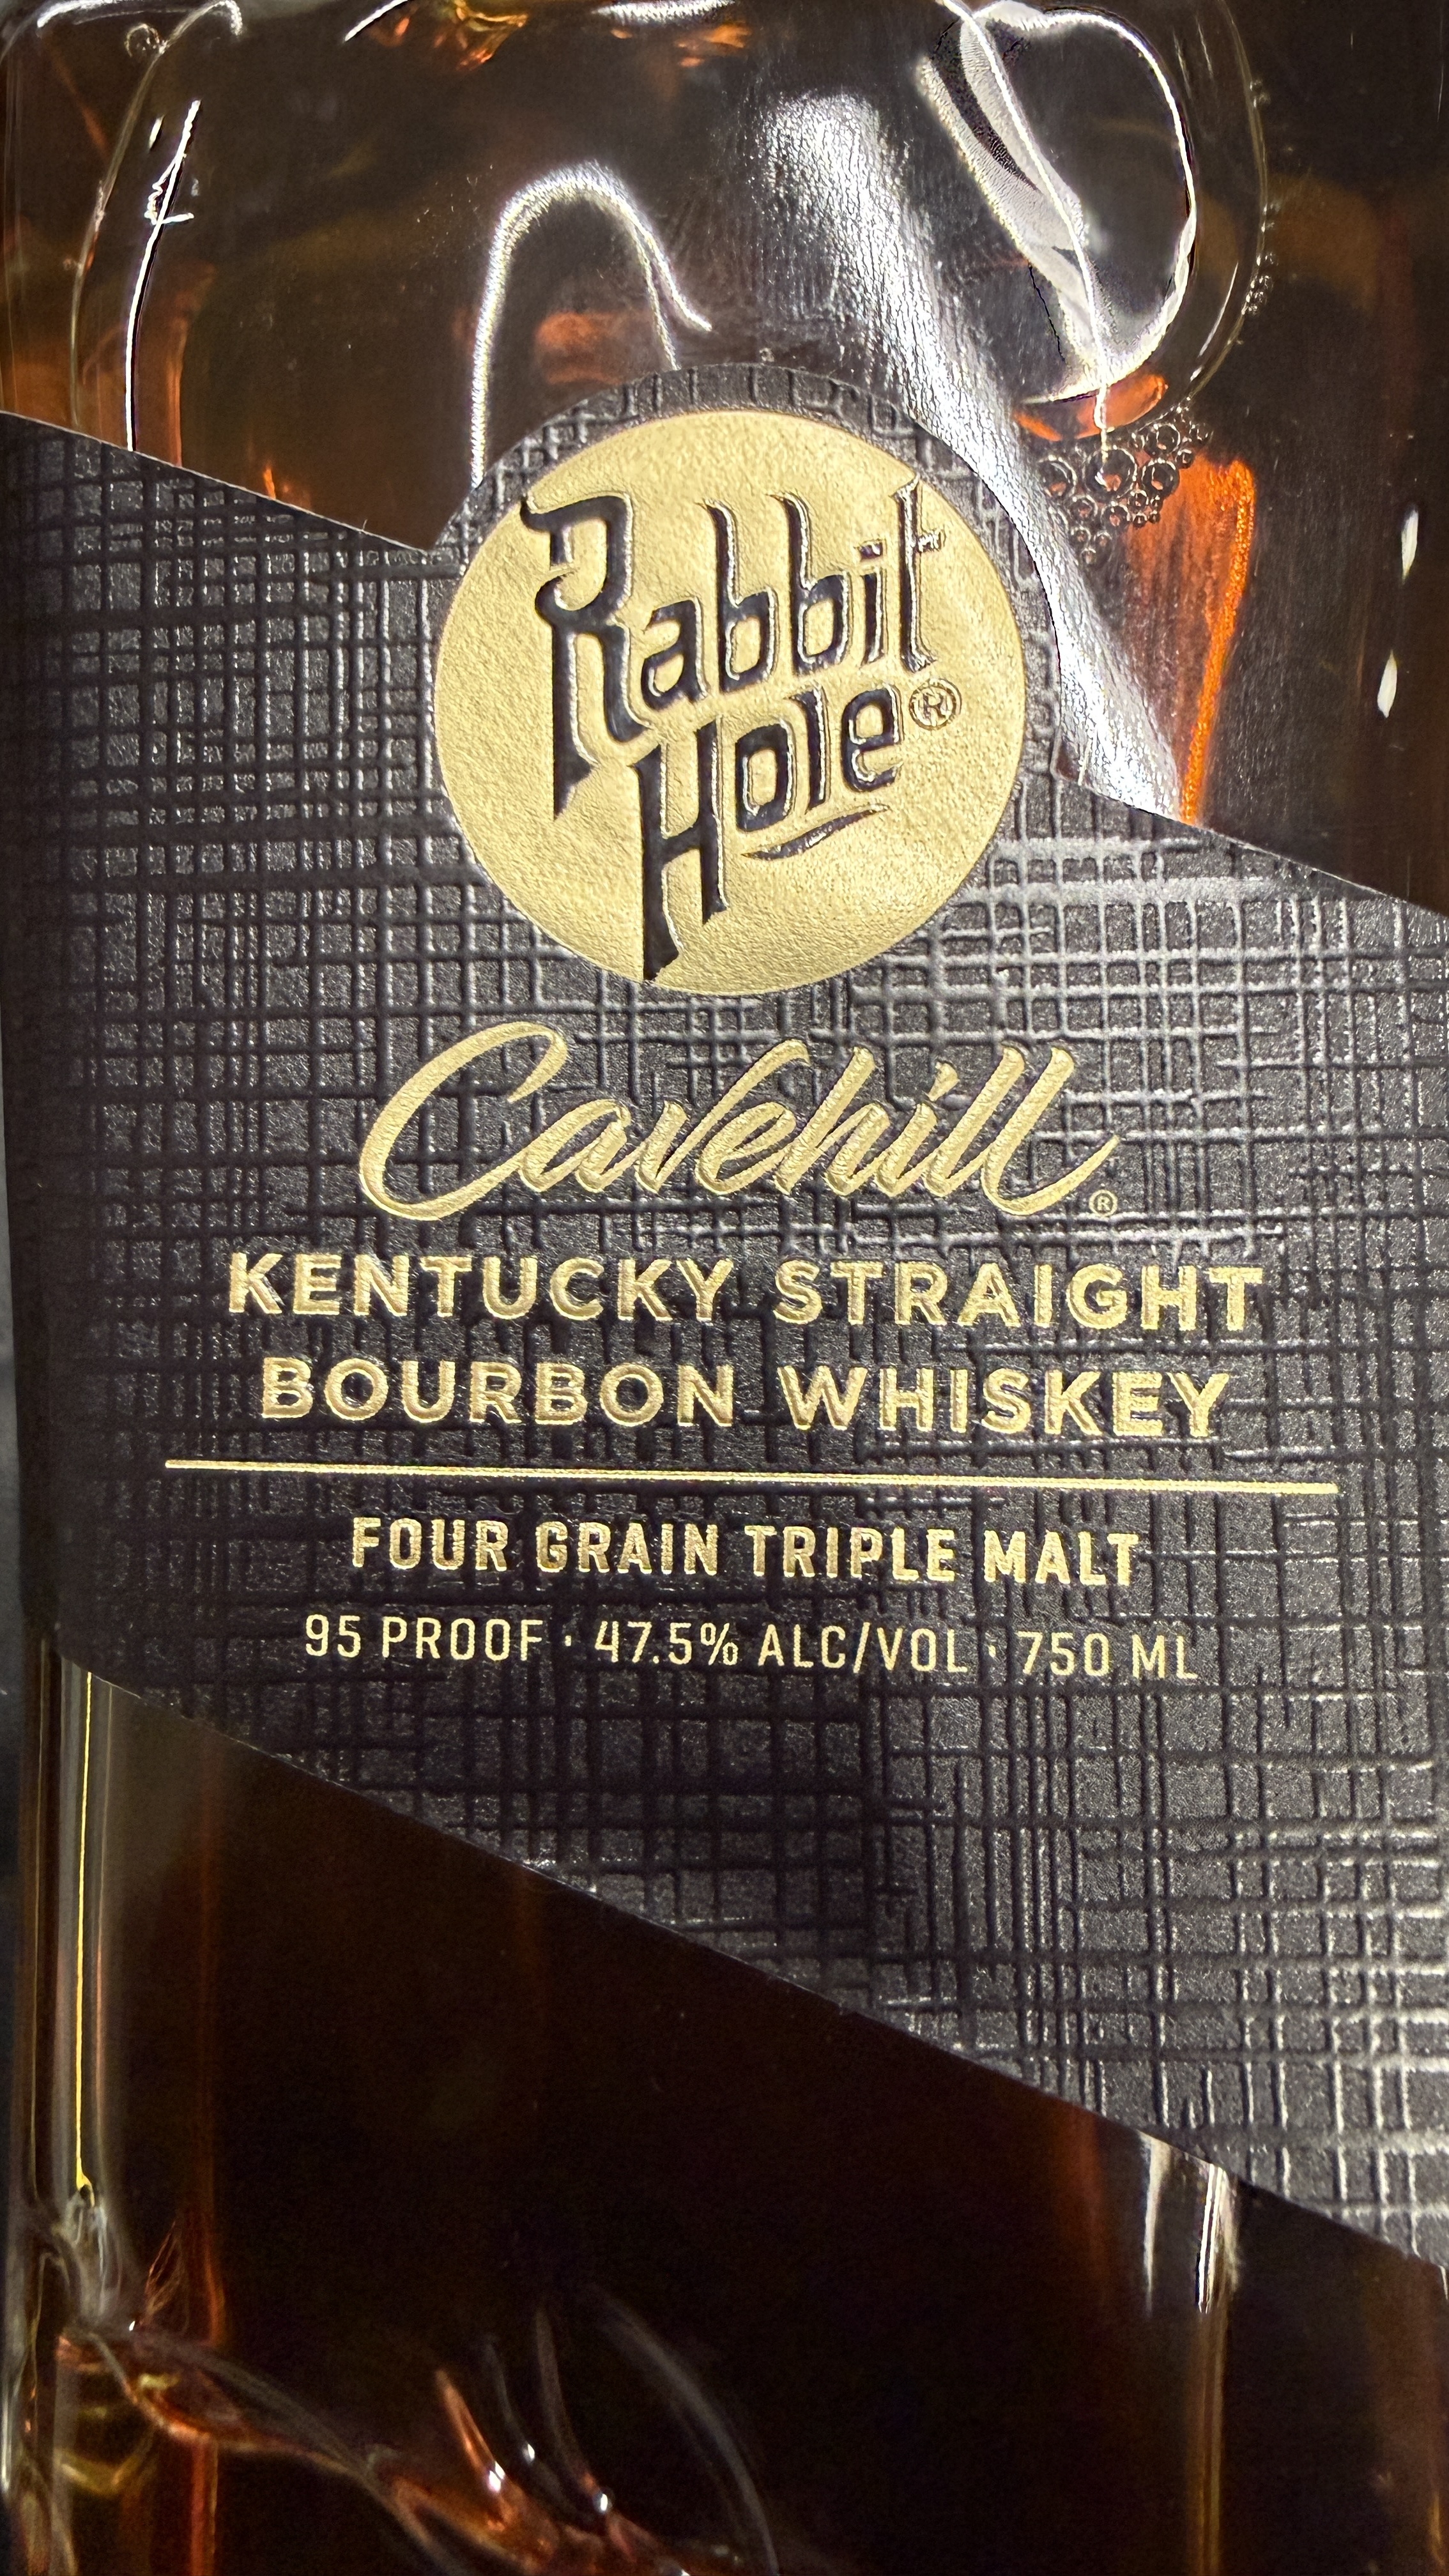 Rabbit
Hole®
Cavehill®
KENTUCKY STRAIGHT
BOURBON WHISKEY
FOUR GRAIN TRIPLE MALT
95 PROOF · 47.5% ALC/VOL · 750 ML